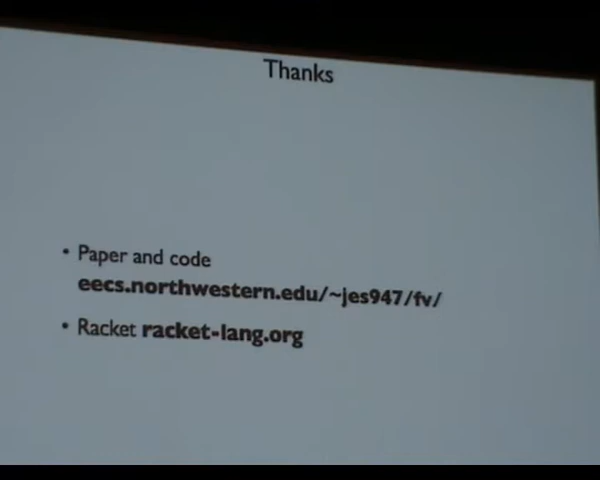 Thanks
• Paper and code
eecs.northwestern.edu/~jes947/fv/
• Racket racket-lang.org